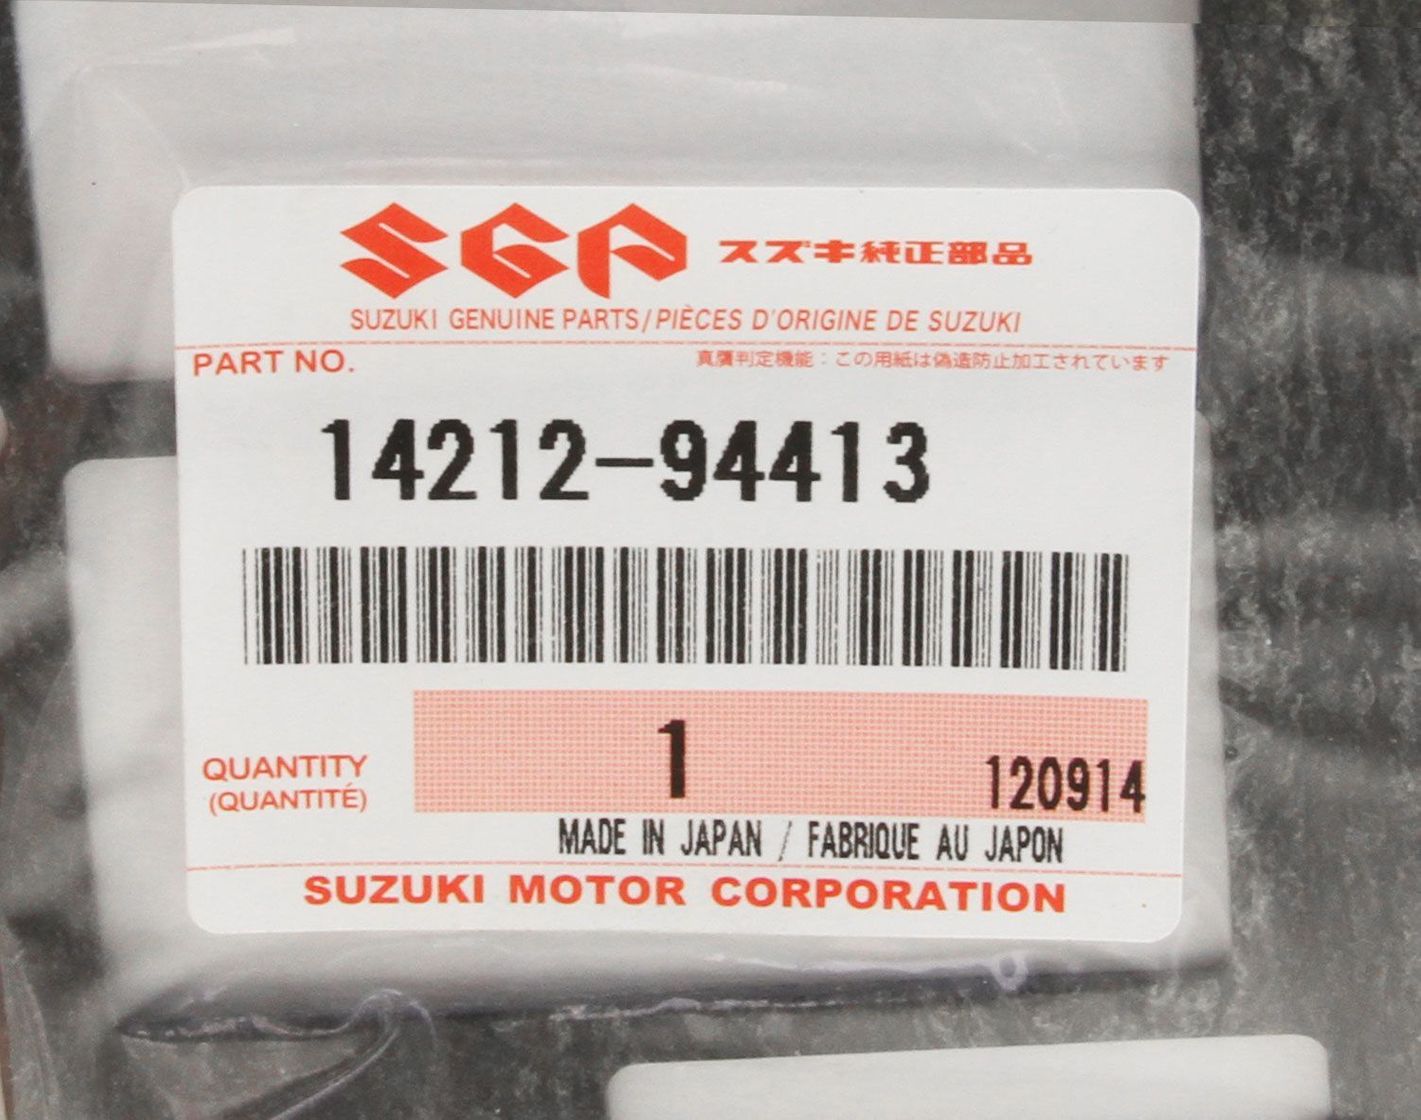 SGP スズキ純正部品
SUZUKI GENUINE PARTS/PIÈCES D'ORIGINE DE SUZUKI
PART NO. 真贋判定機能：この用紙は偽造防止加工されています
14212-94413
1
QUANTITY
(QUANTITÉ)
120914
MADE IN JAPAN / FABRIQUE AU JAPON
SUZUKI MOTOR CORPORATION